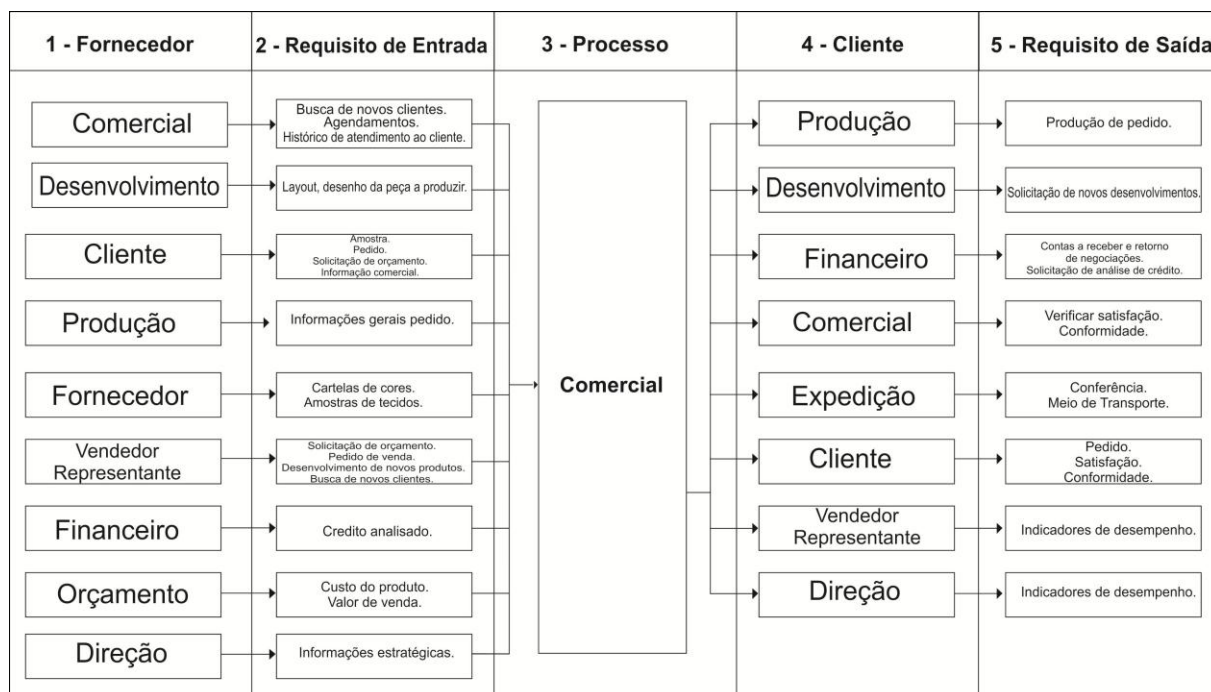 1 - Fornecedor
2 - Requisito de Entrada
3 - Processo
4 - Cliente
5 - Requisito de Saída
Comercial
Busca de novos clientes.
Agendamentos.
Histórico de atendimento ao cliente.
Desenvolvimento
Layout, desenho da peça a produzir.
Cliente
Amostra.
Pedido.
Solicitação de orçamento.
Informação comercial.
Produção
Informações gerais pedido.
Fornecedor
Cartelas de cores.
Amostras de tecidos.
Vendedor
Representante
Solicitação de orçamento.
Pedido de venda.
Desenvolvimento de novos produtos.
Busca de novos clientes.
Financeiro
Credito analisado.
Orçamento
Custo do produto.
Valor de venda.
Direção
Informações estratégicas.
Comercial
Produção
Produção de pedido.
Desenvolvimento
Solicitação de novos desenvolvimentos.
Financeiro
Contas a receber e retorno
de negociações.
Solicitação de análise de crédito.
Comercial
Verificar satisfação.
Conformidade.
Expedição
Conferência.
Meio de Transporte.
Cliente
Pedido.
Satisfação.
Conformidade.
Vendedor
Representante
Indicadores de desempenho.
Direção
Indicadores de desempenho.